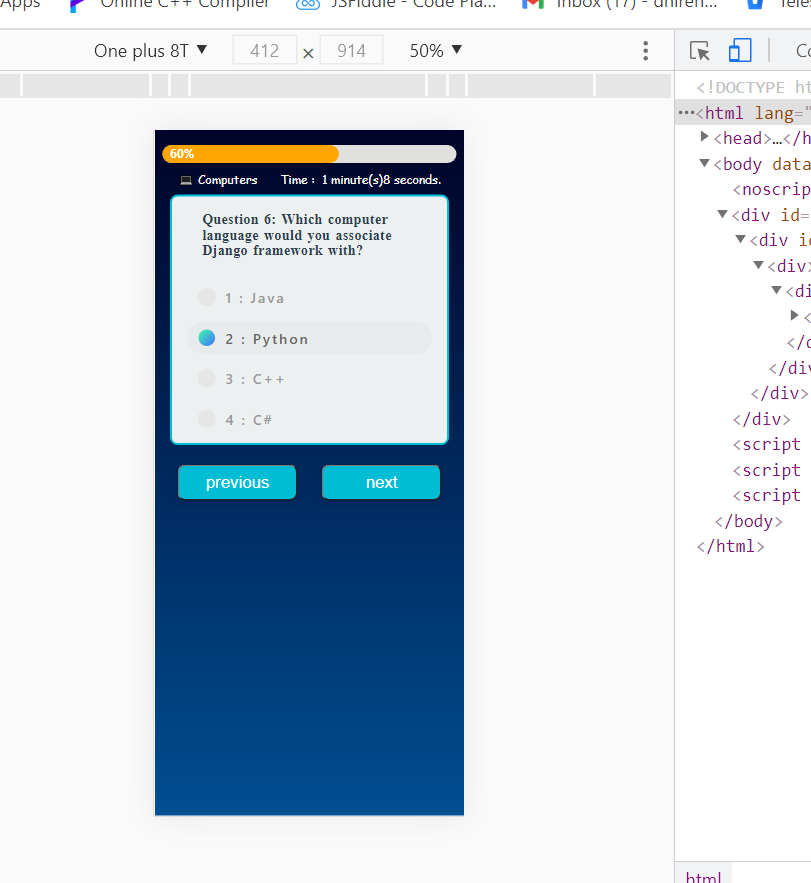 Apps Online C++ Compiler JSFiddle - Code Pla... Inbox (17) - dhiren...
One plus 8T ▼ 412 × 914 50% ▼
<!DOCTYPE ht
···<html lang="
60% ▶<head>…</h
💻 Computers Time : 1 minute(s)8 seconds. ▼<body data
<noscrip
Question 6: Which computer
language would you associate
Django framework with?
▼<div id=
▼<div id
▼<div>
1 : Java
▼<di
▶<
2 : Python
</d
</div
3 : C++
</div>
4 : C#
</div>
<script
previous next
<script
<script
</body>
</html>
html